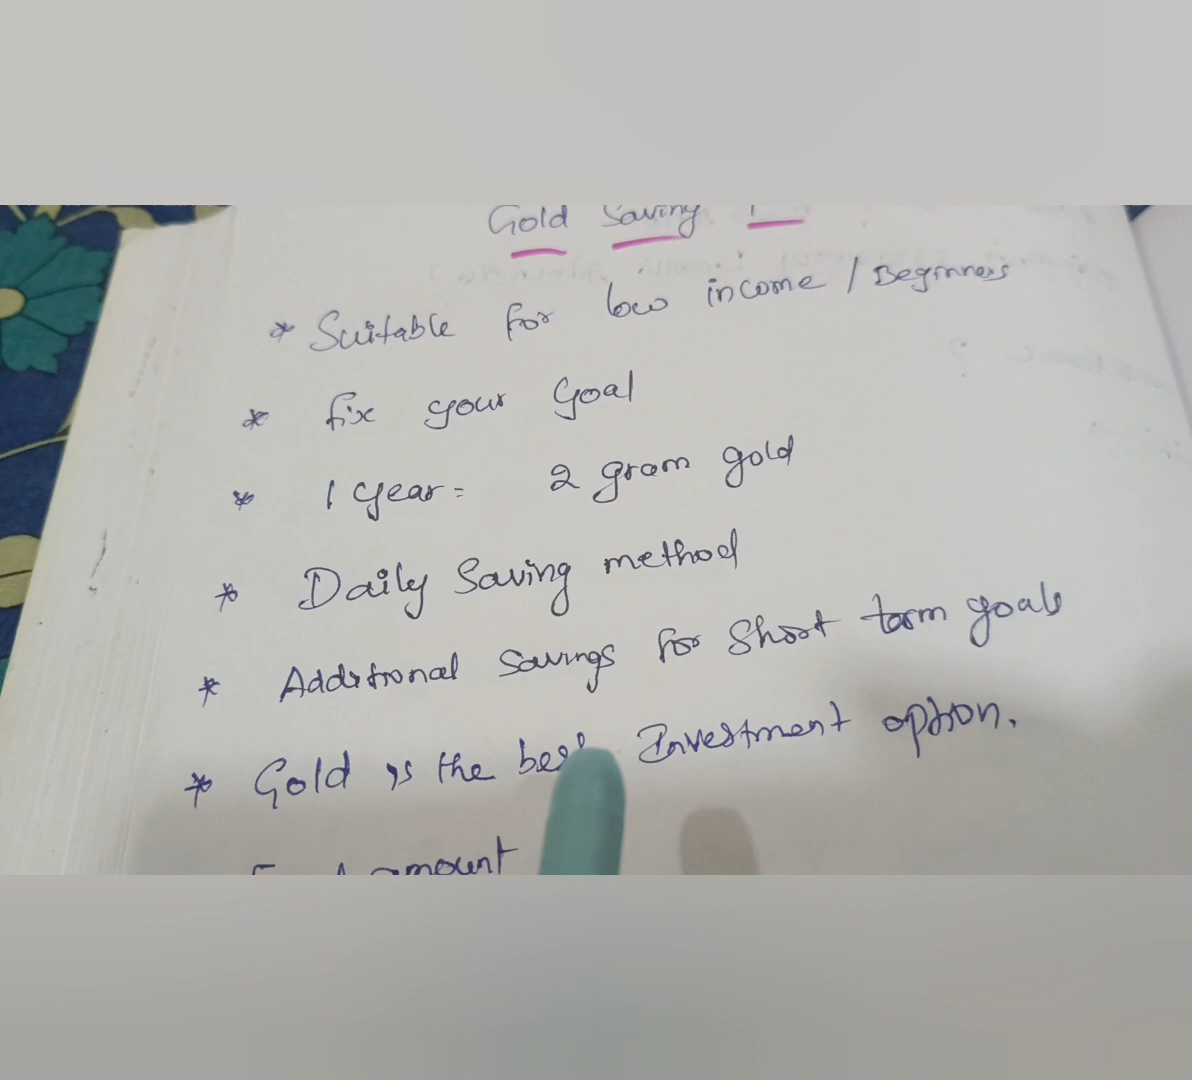 Gold Saving
* Suitable for low income / Beginners
* fix your Goal
* 1 year = 2 gram gold
* Daily Saving method
* Additional Savings for Short term goals
* Gold is the best Investment option.
amount